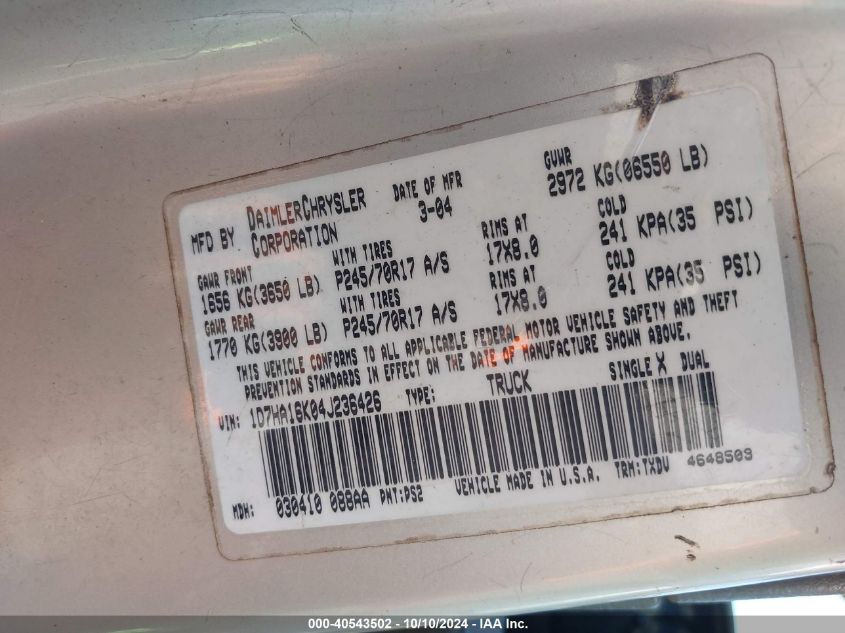 MFD BY DAIMLERCHRYSLER CORPORATION
DATE OF MFR 3-04
GVWR 2972 KG(06550 LB)
GAWR FRONT WITH TIRES RIMS AT COLD
1656 KG(3650 LB) P245/70R17 A/S 17X8.0 241 KPA(35 PSI)
GAWR REAR WITH TIRES RIMS AT COLD
1770 KG(3900 LB) P245/70R17 A/S 17X8.0 241 KPA(35 PSI)
THIS VEHICLE CONFORMS TO ALL APPLICABLE FEDERAL MOTOR VEHICLE SAFETY AND THEFT
PREVENTION STANDARDS IN EFFECT ON THE DATE OF MANUFACTURE SHOWN ABOVE.
VIN: 1D7HA16K04J236426 TYPE: TRUCK SINGLE X DUAL
MDH: 030410 088AA PNT:PS2 VEHICLE MADE IN U.S.A. TRM:TXDV 4648509
000-40543502 - 10/10/2024 - IAA Inc.